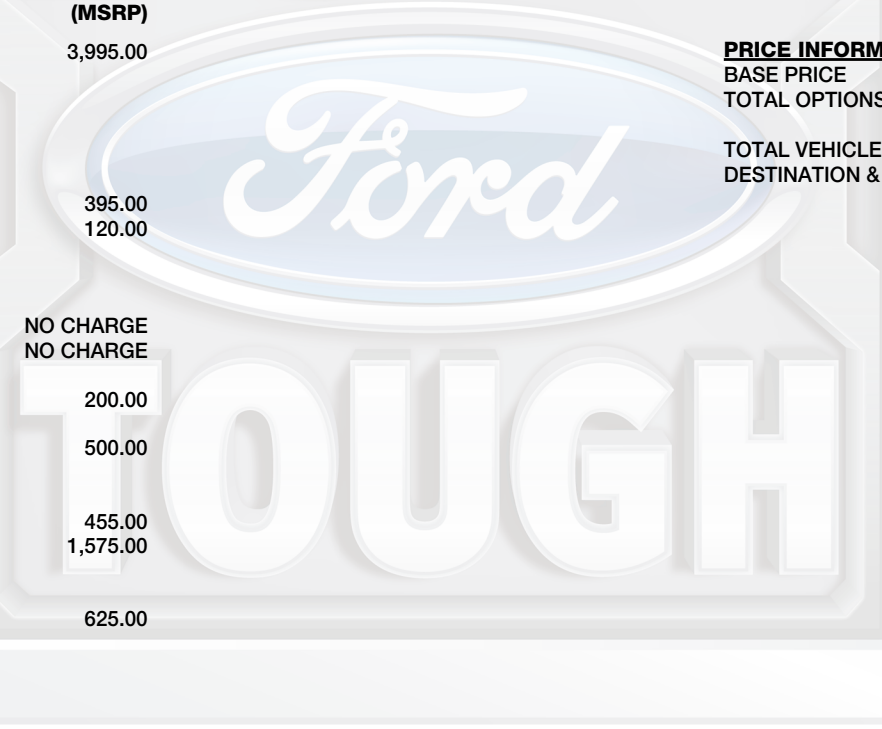 (MSRP)
3,995.00
395.00
120.00
NO CHARGE
NO CHARGE
200.00
500.00
455.00
1,575.00
625.00
PRICE INFORM
BASE PRICE
TOTAL OPTIONS
TOTAL VEHICLE
DESTINATION &
Ford
TOUGH